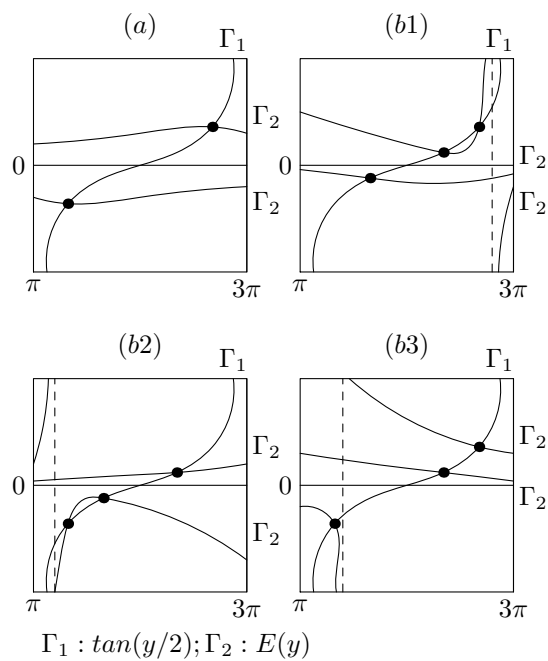 (a)
(b1)
Γ₁
Γ₁
Γ₂
Γ₂
0
0
Γ₂
Γ₂
π
3π
π
3π
(b2)
(b3)
Γ₁
Γ₁
Γ₂
Γ₂
0
0
Γ₂
Γ₂
π
3π
π
3π
Γ₁ : tan(y/2); Γ₂ : E(y)